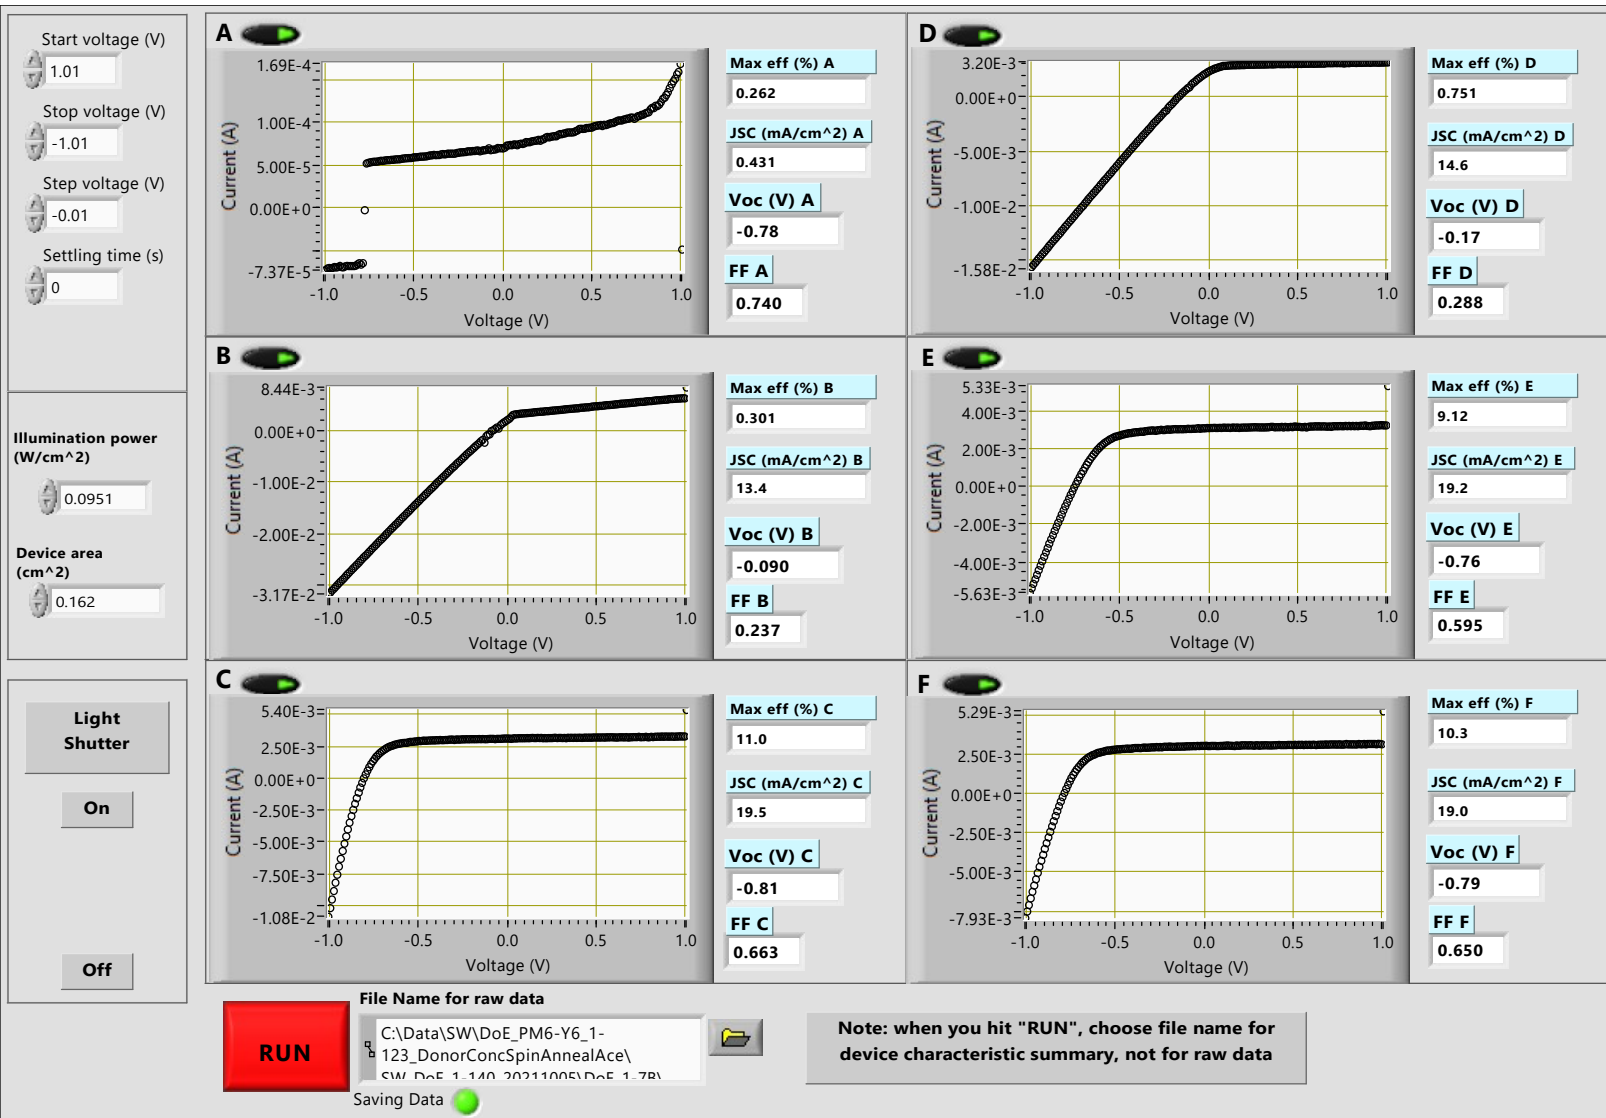 Start voltage (V)
1.01
Stop voltage (V)
-1.01
Step voltage (V)
-0.01
Settling time (s)
0
Illumination power
(W/cm^2)
0.0951
Device area
(cm^2)
0.162
Light
Shutter
On
Off
A
Current (A)
1.69E-4
1.00E-4
5.00E-5
0.00E+0
-7.37E-5
-1.0 -0.5 0.0 0.5 1.0
Voltage (V)
Max eff (%) A
0.262
JSC (mA/cm^2) A
0.431
Voc (V) A
-0.78
FF A
0.740
B
Current (A)
8.44E-3
0.00E+0
-1.00E-2
-2.00E-2
-3.17E-2
-1.0 -0.5 0.0 0.5 1.0
Voltage (V)
Max eff (%) B
0.301
JSC (mA/cm^2) B
13.4
Voc (V) B
-0.090
FF B
0.237
C
Current (A)
5.40E-3
2.50E-3
0.00E+0
-2.50E-3
-5.00E-3
-7.50E-3
-1.08E-2
-1.0 -0.5 0.0 0.5 1.0
Voltage (V)
Max eff (%) C
11.0
JSC (mA/cm^2) C
19.5
Voc (V) C
-0.81
FF C
0.663
D
Current (A)
3.20E-3
0.00E+0
-5.00E-3
-1.00E-2
-1.58E-2
-1.0 -0.5 0.0 0.5 1.0
Voltage (V)
Max eff (%) D
0.751
JSC (mA/cm^2) D
14.6
Voc (V) D
-0.17
FF D
0.288
E
Current (A)
5.33E-3
4.00E-3
2.00E-3
0.00E+0
-2.00E-3
-4.00E-3
-5.63E-3
-1.0 -0.5 0.0 0.5 1.0
Voltage (V)
Max eff (%) E
9.12
JSC (mA/cm^2) E
19.2
Voc (V) E
-0.76
FF E
0.595
F
Current (A)
5.29E-3
2.50E-3
0.00E+0
-2.50E-3
-5.00E-3
-7.93E-3
-1.0 -0.5 0.0 0.5 1.0
Voltage (V)
Max eff (%) F
10.3
JSC (mA/cm^2) F
19.0
Voc (V) F
-0.79
FF F
0.650
RUN
File Name for raw data
C:\Data\SW\DoE_PM6-Y6_1-
123_DonorConcSpinAnnealAce\
SW_DoE_1-140_20211005\DoE_1-7B\
Saving Data
Note: when you hit "RUN", choose file name for
device characteristic summary, not for raw data